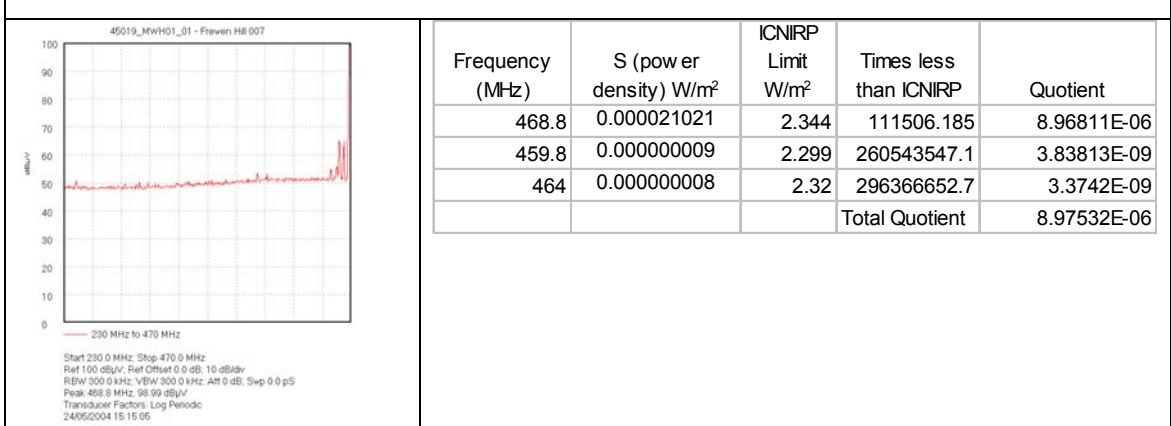 45019_MWH01_01 - Frewen Hill 007
100
90
80
70
60
50
40
30
20
10
0
dBµV
230 MHz to 470 MHz
Start 230.0 MHz; Stop 470.0 MHz
Ref 100 dBµV; Ref Offset 0.0 dB; 10 dB/div
RBW 300.0 kHz; VBW 300.0 kHz; Att 0 dB; Swp 0.0 pS
Peak 468.8 MHz, 98.99 dBµV
Transducer Factors: Log Periodic
24/05/2004 15:15:05
Frequency (MHz) S (power density) W/m² ICNIRP Limit W/m² Times less than ICNIRP Quotient
468.8 0.000021021 2.344 111506.185 8.96811E-06
459.8 0.000000009 2.299 260543547.1 3.83813E-09
464 0.000000008 2.32 296366652.7 3.3742E-09
Total Quotient 8.97532E-06